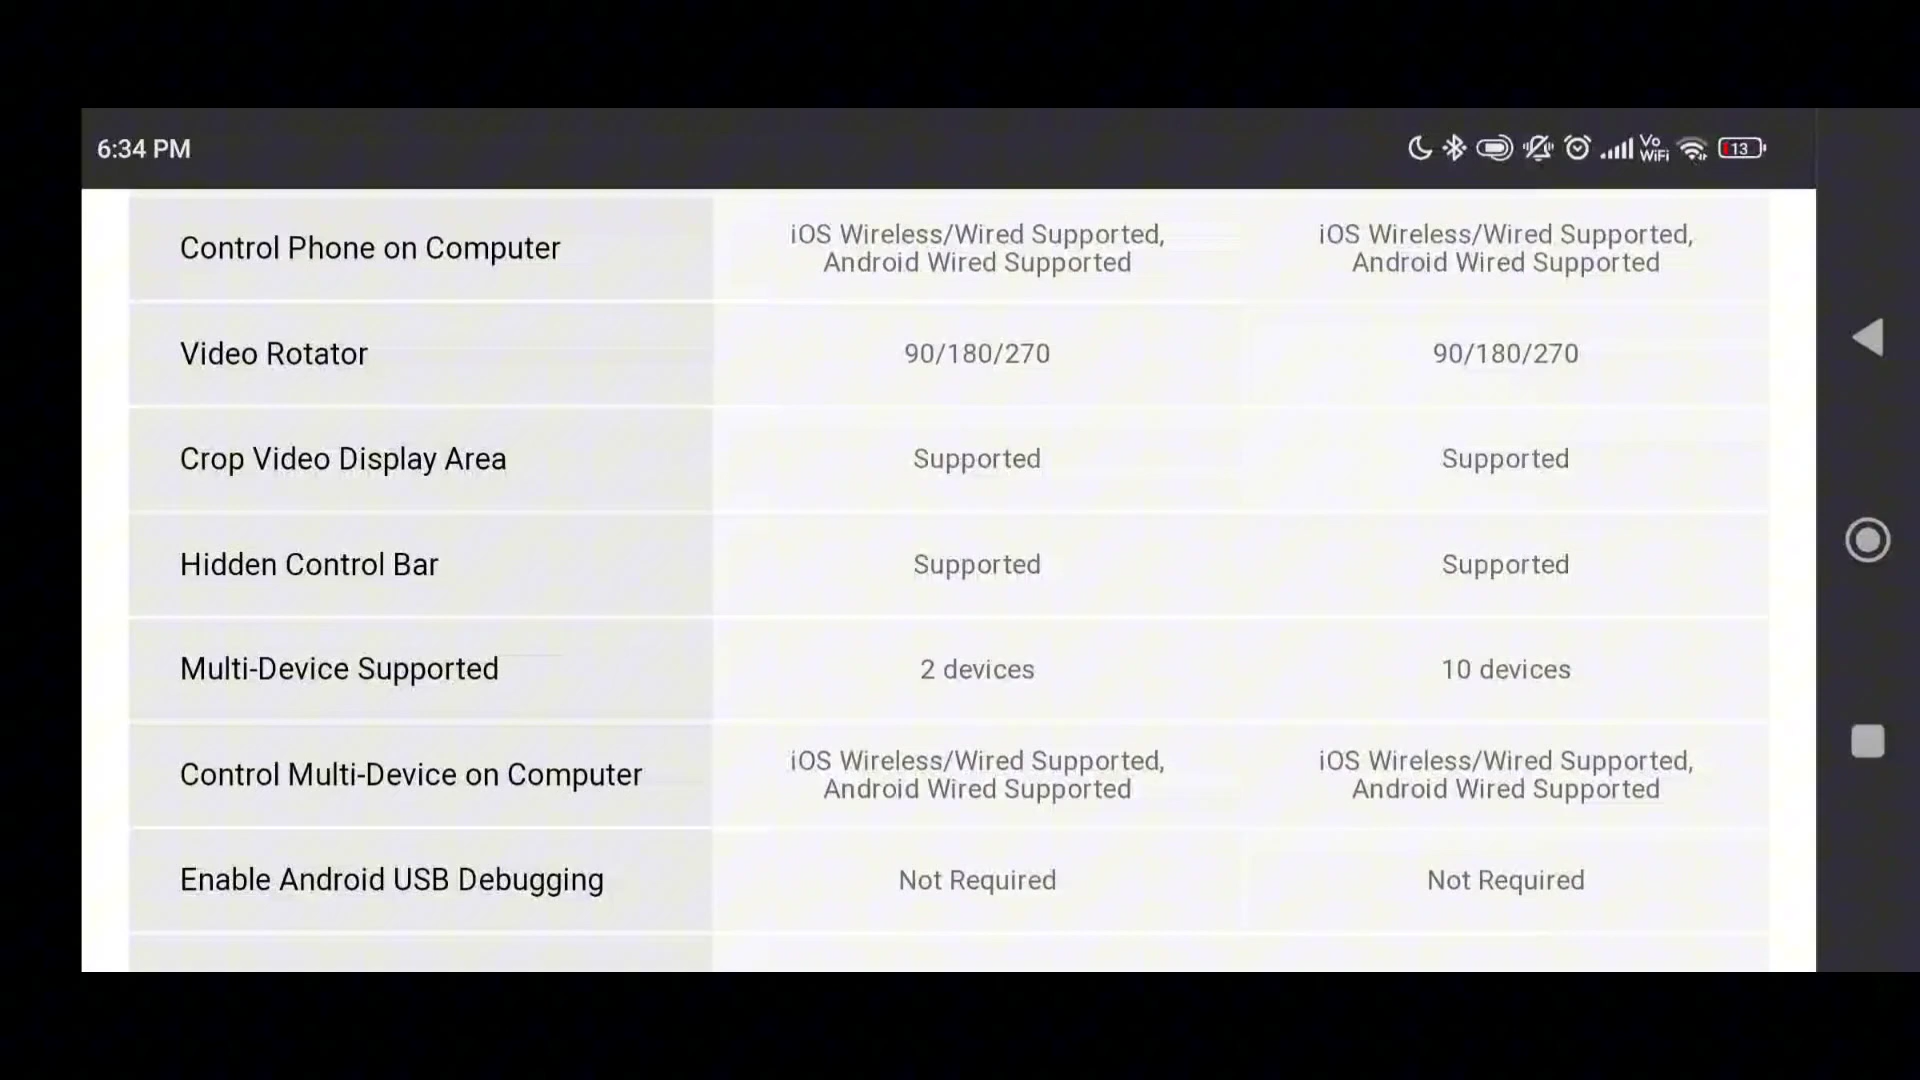 6:34 PM
Vo
WiFi
13
Control Phone on Computer
iOS Wireless/Wired Supported,
Android Wired Supported
iOS Wireless/Wired Supported,
Android Wired Supported
Video Rotator
90/180/270
90/180/270
Crop Video Display Area
Supported
Supported
Hidden Control Bar
Supported
Supported
Multi-Device Supported
2 devices
10 devices
Control Multi-Device on Computer
iOS Wireless/Wired Supported,
Android Wired Supported
iOS Wireless/Wired Supported,
Android Wired Supported
Enable Android USB Debugging
Not Required
Not Required